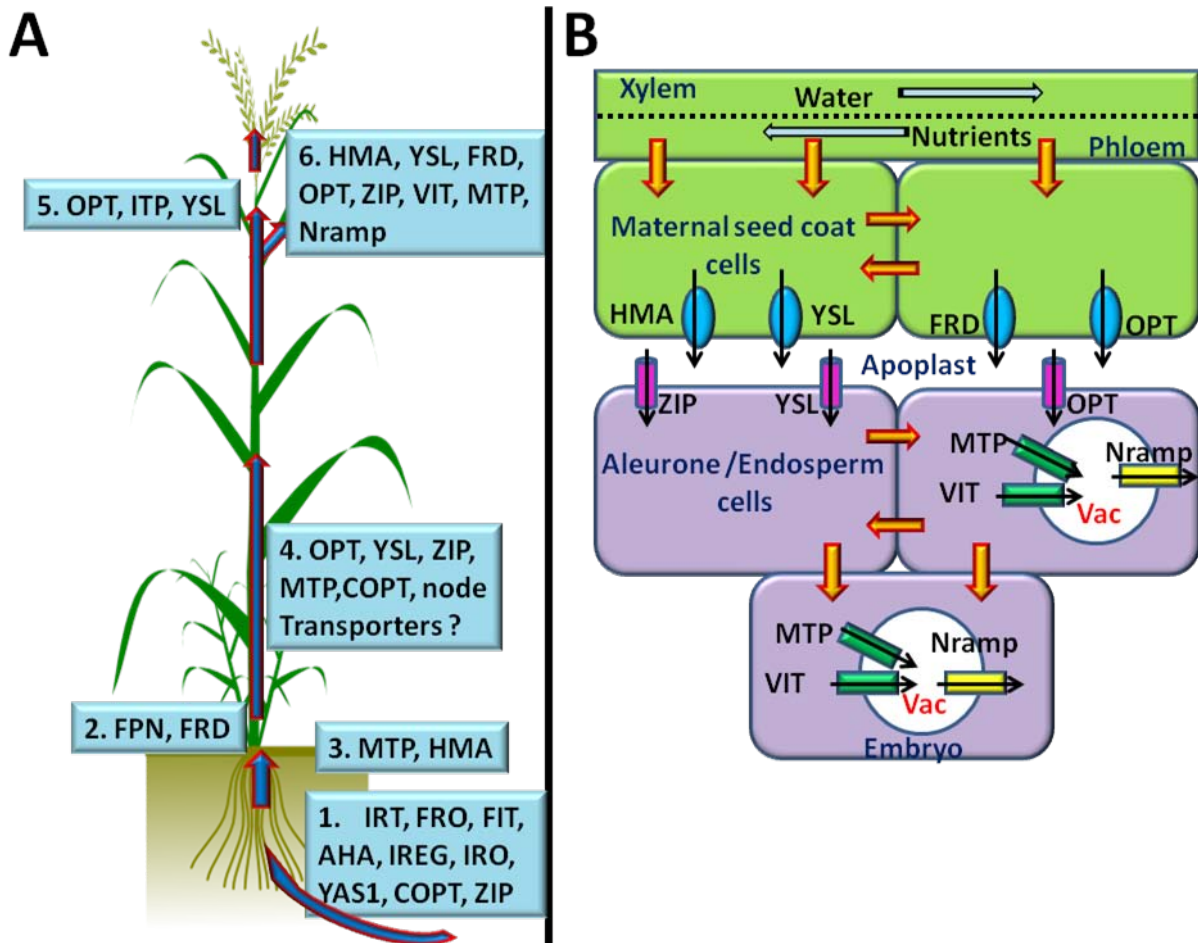 A
6. HMA, YSL, FRD,
OPT, ZIP, VIT, MTP,
Nramp
5. OPT, ITP, YSL
4. OPT, YSL, ZIP,
MTP,COPT, node
Transporters ?
2. FPN, FRD
3. MTP, HMA
1. IRT, FRO, FIT,
AHA, IREG, IRO,
YAS1, COPT, ZIP
B
Xylem
Water
Nutrients
Phloem
Maternal seed coat
cells
HMA
YSL
FRD
OPT
Apoplast
ZIP
YSL
OPT
Aleurone /Endosperm
cells
MTP
Nramp
VIT
Vac
MTP
Nramp
VIT
Vac
Embryo